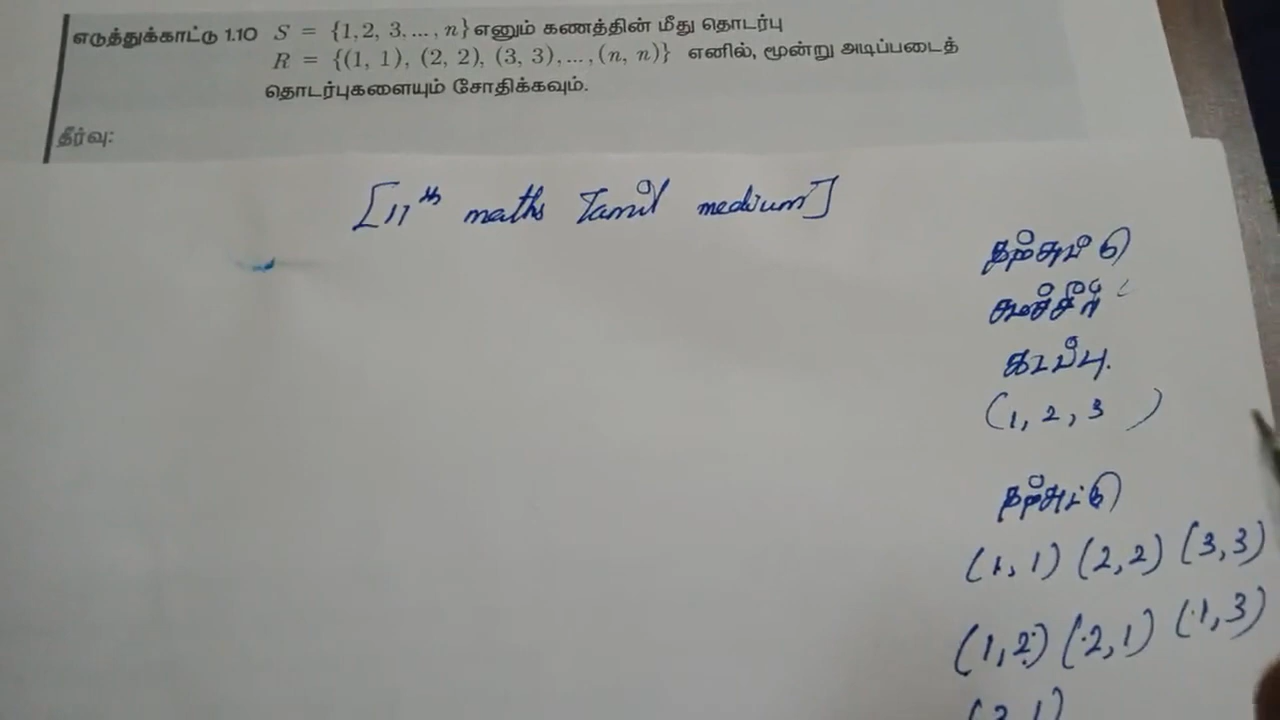 எடுத்துக்காட்டு 1.10 S = {1,2, 3,..., n} எனும் கணத்தின் மீது தொடர்பு
R = {(1, 1), (2, 2), (3, 3),...,(n, n)} எனில், மூன்று அடிப்படைத்
தொடர்புகளையும் சோதிக்கவும்.
தீர்வு:
[11th maths Tamil medium]
தற்சுட்டு
சமச்சீர்
கடப்பு.
(1, 2, 3 )
தற்சுட்டு
(1, 1) (2, 2) (3, 3)
(1, 2) (2, 1) (1, 3)
(3, 1)